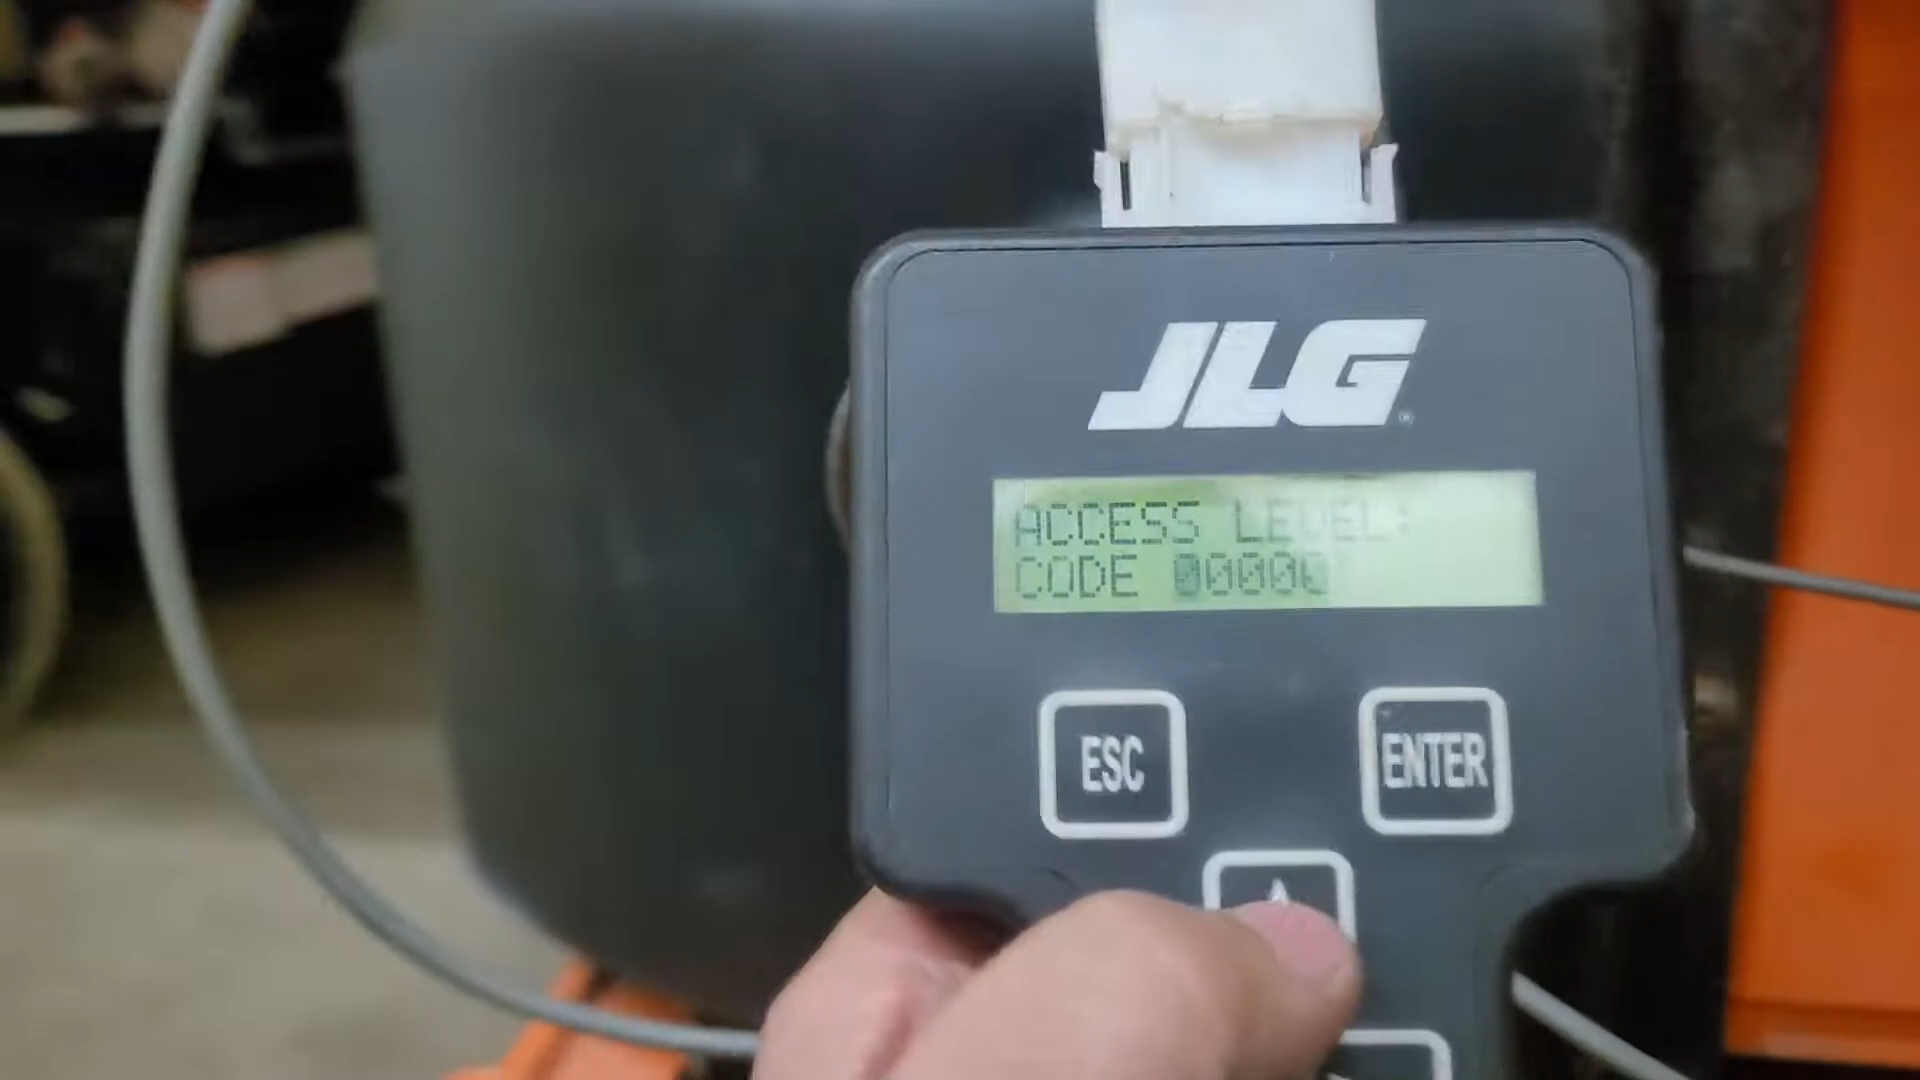 JLG
ACCESS LEVEL:
CODE 00000
ESC
ENTER